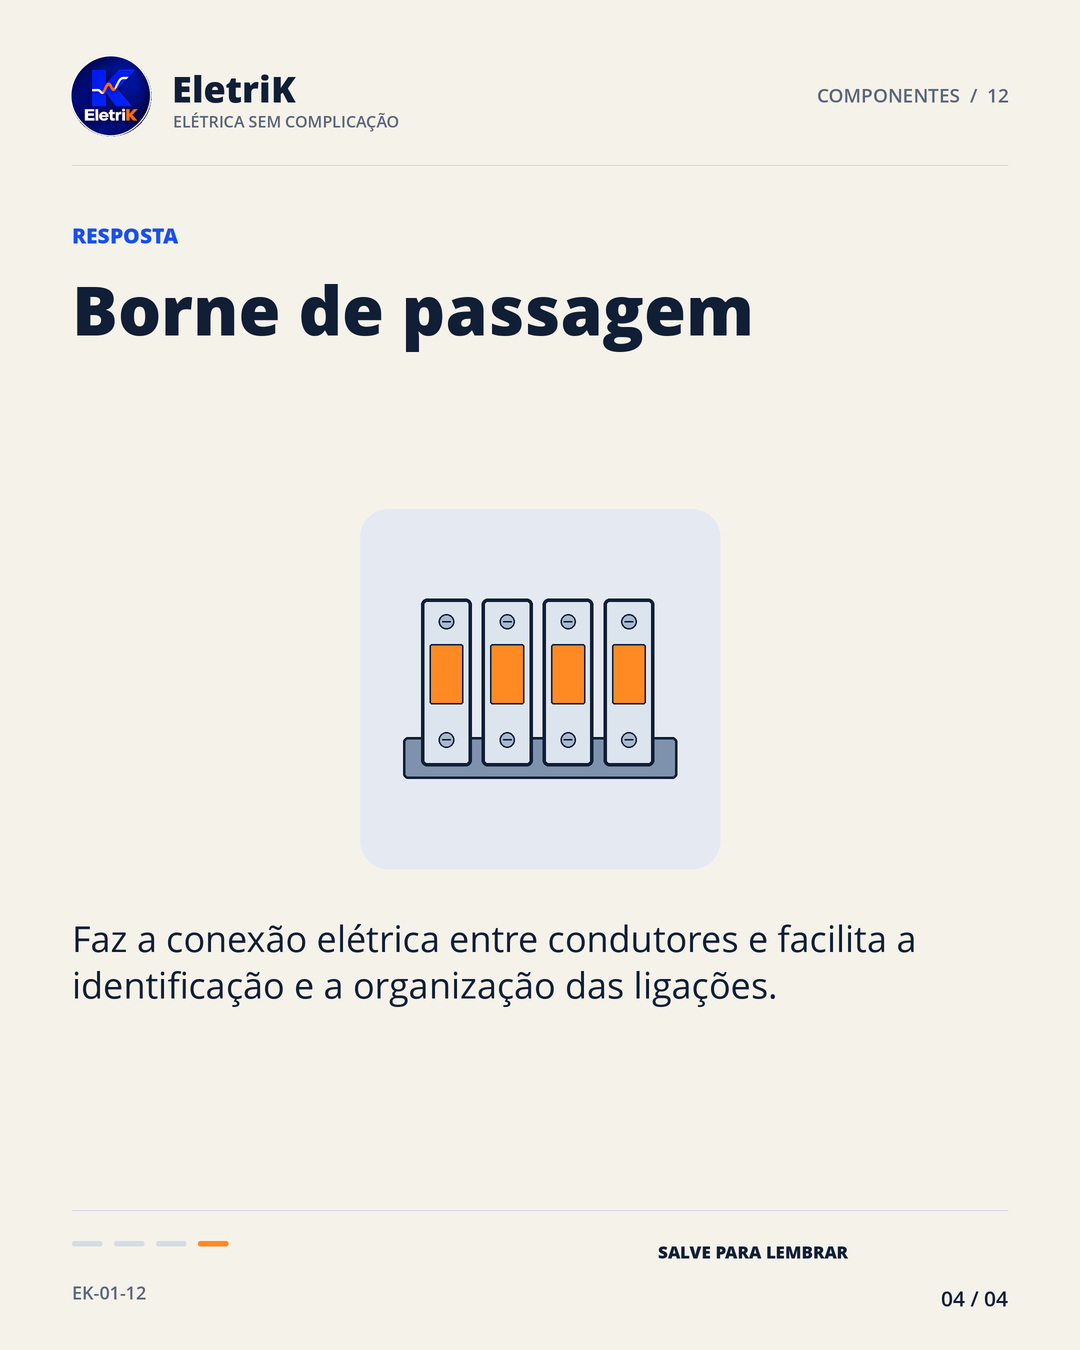 EletriK
EletriK
ELÉTRICA SEM COMPLICAÇÃO
COMPONENTES / 12
RESPOSTA
Borne de passagem
Faz a conexão elétrica entre condutores e facilita a
identificação e a organização das ligações.
SALVE PARA LEMBRAR
EK-01-12
04 / 04